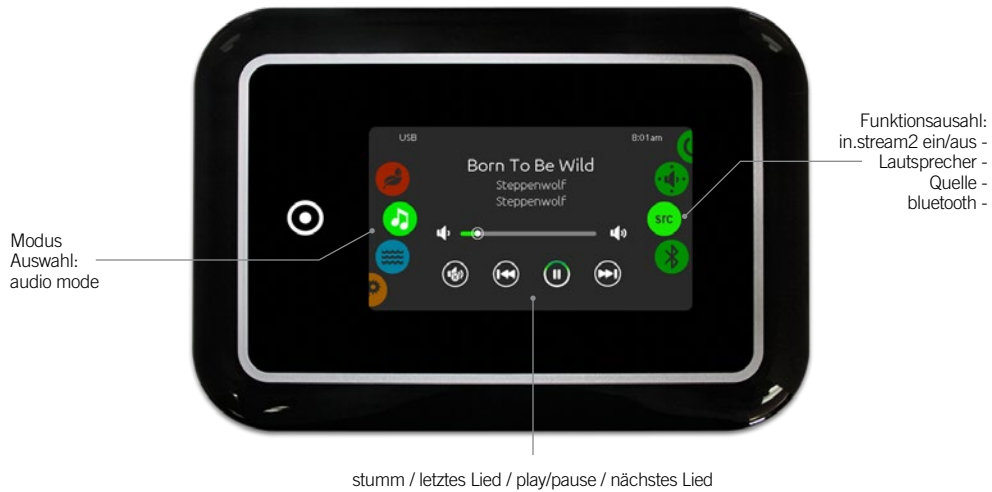 USB
8:01am
Born To Be Wild
Steppenwolf
Steppenwolf
src
Funktionsausahl:
in.stream2 ein/aus -
Lautsprecher -
Quelle -
bluetooth -
Modus
Auswahl:
audio mode
stumm / letztes Lied / play/pause / nächstes Lied